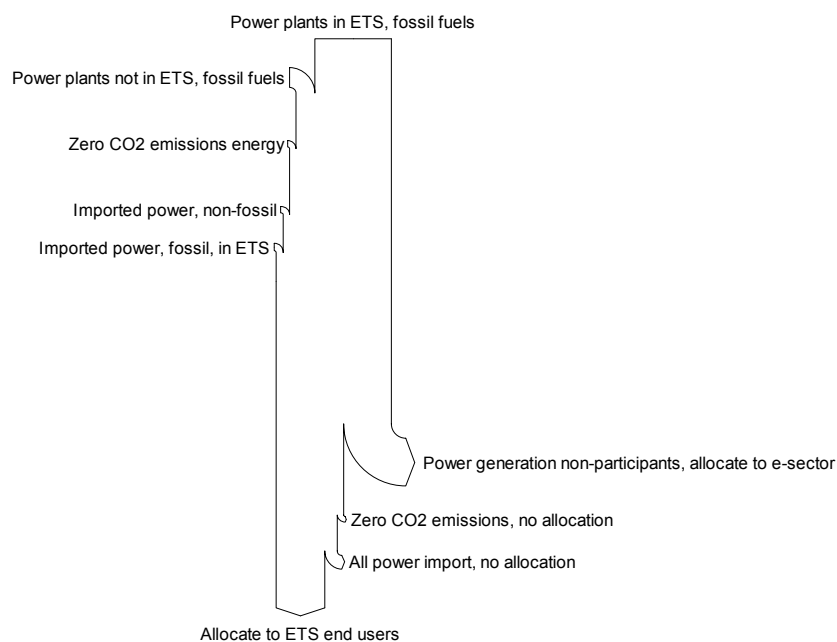 Power plants in ETS, fossil fuels
Power plants not in ETS, fossil fuels
Zero CO2 emissions energy
Imported power, non-fossil
Imported power, fossil, in ETS
Power generation non-participants, allocate to e-sector
Zero CO2 emissions, no allocation
All power import, no allocation
Allocate to ETS end users